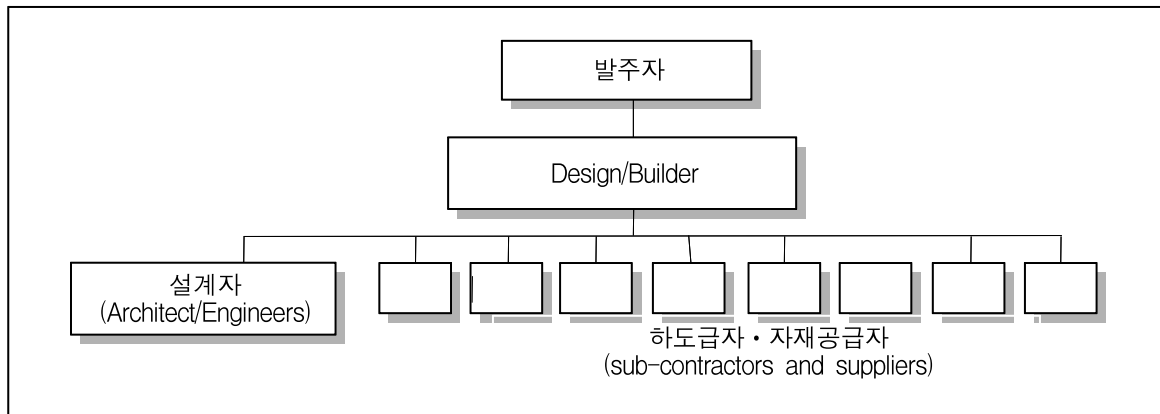 발주자
Design/Builder
설계자
(Architect/Engineers)
하도급자・자재공급자
(sub-contractors and suppliers)